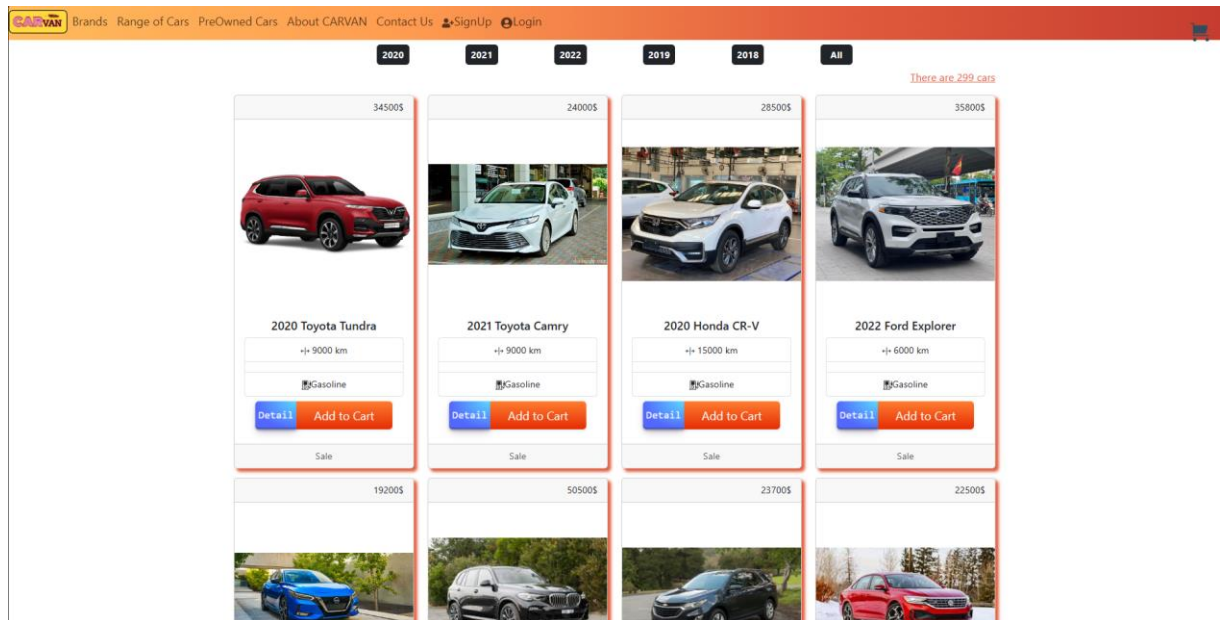 CARVAN Brands Range of Cars PreOwned Cars About CARVAN Contact Us SignUp Login
2020 2021 2022 2019 2018 All
There are 299 cars
34500$ 24000$ 28500$ 35800$
2020 Toyota Tundra 2021 Toyota Camry 2020 Honda CR-V 2022 Ford Explorer
9000 km 9000 km 15000 km 6000 km
Gasoline Gasoline Gasoline Gasoline
Detail Add to Cart Detail Add to Cart Detail Add to Cart Detail Add to Cart
Sale Sale Sale Sale
19200$ 50500$ 23700$ 22500$